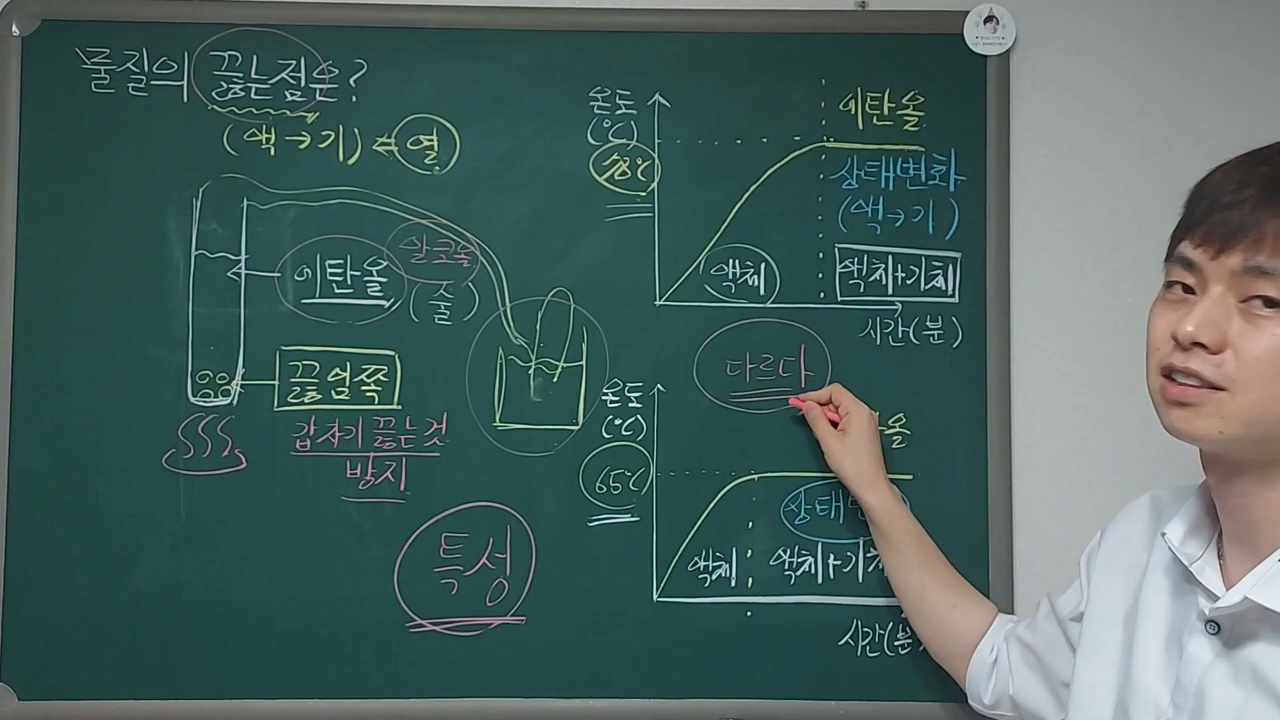 물질의 끓는점은?
(액→기) ⇐ 열
에탄올
알코올
(술)
끓임쪽
갑자기 끓는것
방지
특성
온도
(℃)
에탄올
상태변화
(액→기)
액체
액체+기체
시간(분)
다르다
온도
(℃)
65℃
올
상태변
액체
액체+기체
시간(분)